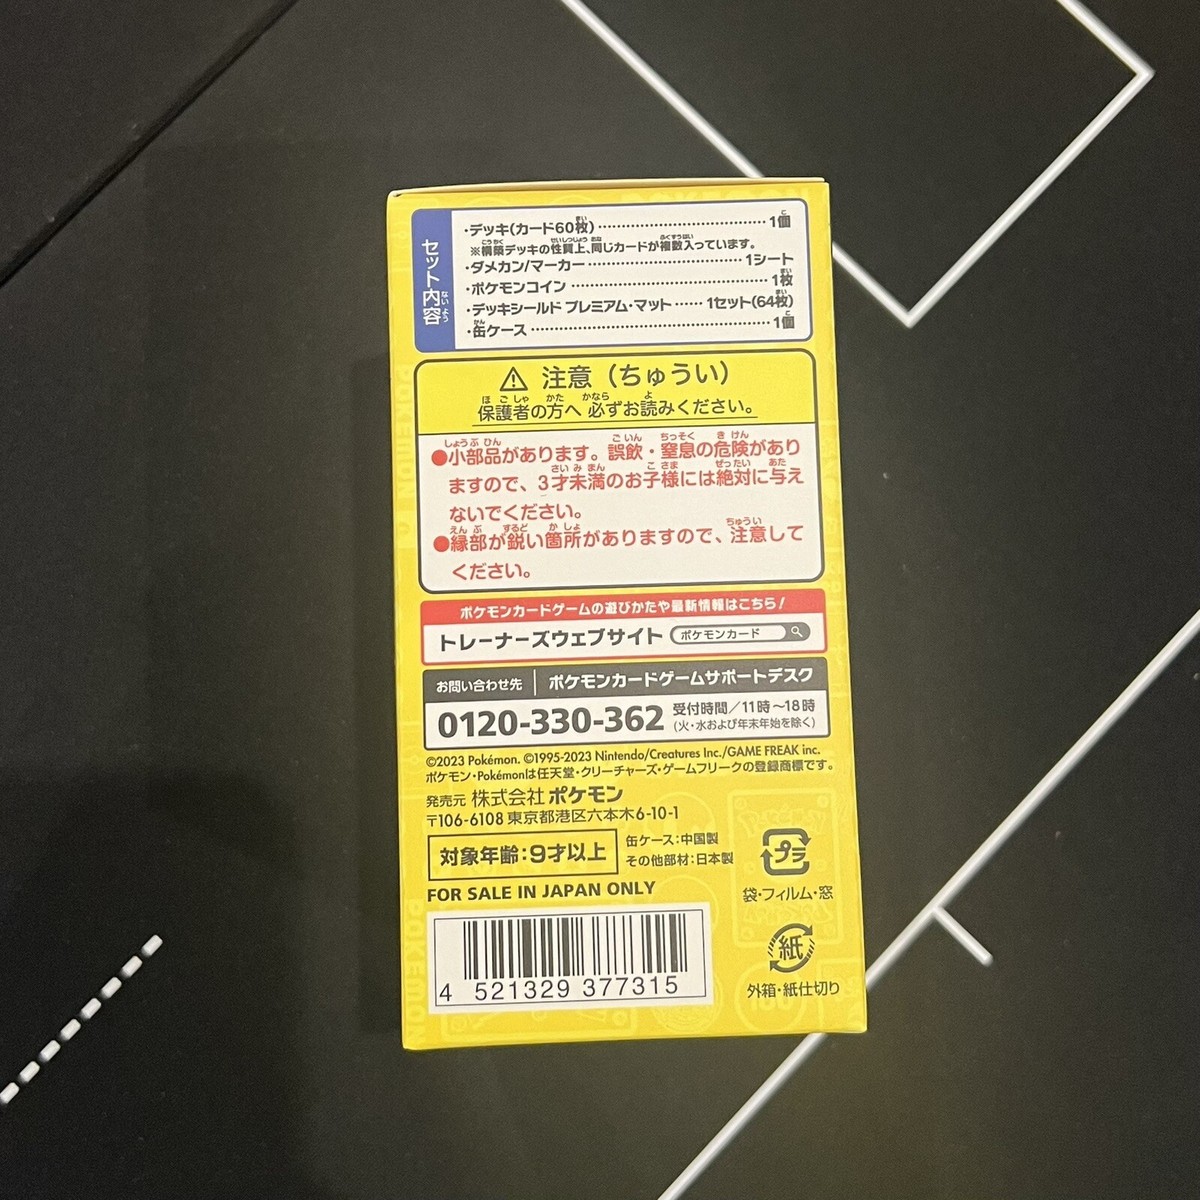 セット内容
・デッキ(カード60枚)…………………………1個
※構築デッキの性質上、同じカードが複数入っています。
・ダメカン/マーカー…………………………1シート
・ポケモンコイン…………………………1枚
・デッキシールド プレミアム・マット……1セット(64枚)
・缶ケース…………………………1個
⚠ 注意（ちゅうい）
保護者の方へ 必ずお読みください。
●小部品があります。誤飲・窒息の危険があり
ますので、3才未満のお子様には絶対に与え
ないでください。
●縁部が鋭い箇所がありますので、注意して
ください。
ポケモンカードゲームの遊びかたや最新情報はこちら！
トレーナーズウェブサイト ポケモンカード
お問い合わせ先 ポケモンカードゲームサポートデスク
0120-330-362 受付時間／11時～18時
(火・水および年末年始を除く)
©2023 Pokémon. ©1995-2023 Nintendo/Creatures Inc./GAME FREAK inc.
ポケモン・Pokémonは任天堂・クリーチャーズ・ゲームフリークの登録商標です。
発売元 株式会社ポケモン
〒106-6108 東京都港区六本木6-10-1
対象年齢：9才以上
缶ケース：中国製
その他部材：日本製
FOR SALE IN JAPAN ONLY
プラ
袋・フィルム・窓
4 521329 377315
紙
外箱・紙仕切り
POKEMON
POKEMON